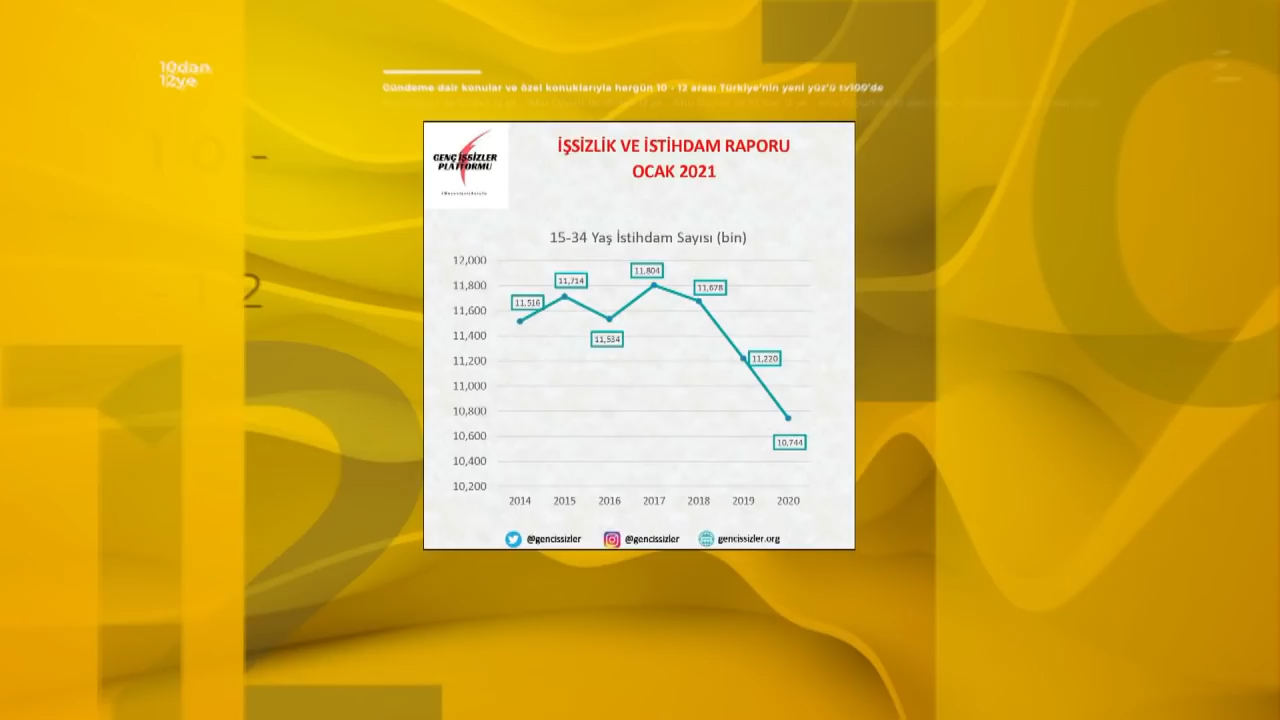 10dan
12ye
Gündeme dair konular ve özel konuklarıyla hergün 10 - 12 arası Türkiye'nin yeni yüz'ü tv100'de
GENÇ İŞSİZLER
PLATFORMU
İŞSİZLİK VE İSTİHDAM RAPORU
OCAK 2021
15-34 Yaş İstihdam Sayısı (bin)
12,000
11,800
11,600
11,400
11,200
11,000
10,800
10,600
10,400
10,200
11,516
11,714
11,534
11,804
11,678
11,220
10,744
2014 2015 2016 2017 2018 2019 2020
@gencissizler @gencissizler gencissizler.org
10 -
12
12
10